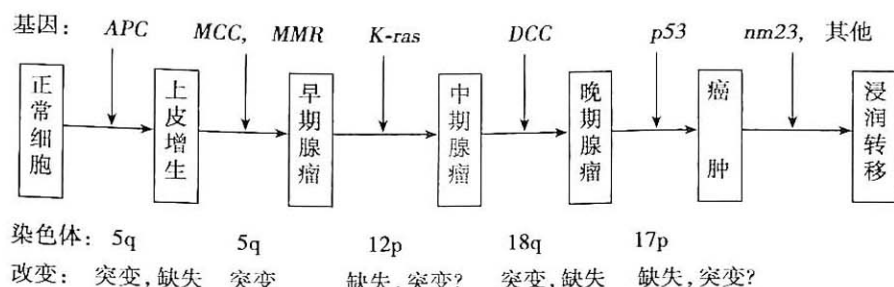 基因： APC MCC, MMR K-ras DCC p53 nm23, 其他
正常细胞 上皮增生 早期腺瘤 中期腺瘤 晚期腺瘤 癌肿 浸润转移
染色体：5q 5q 12p 18q 17p
改变： 突变,缺失 突变 缺失,突变? 突变,缺失 缺失,突变?